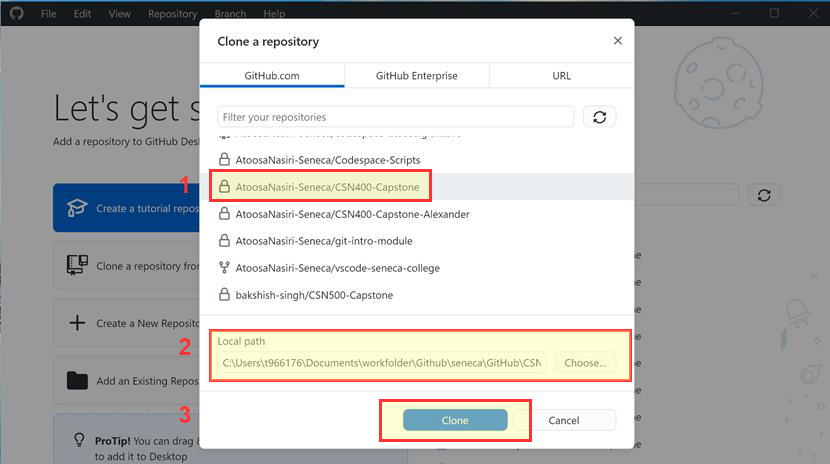 File Edit View Repository Branch Help
Clone a repository
GitHub.com GitHub Enterprise URL
Let's get s
Filter your repositories
Add a repository to GitHub Desk
AtoosaNasiri-Seneca/Codespace-Scripts
1
AtoosaNasiri-Seneca/CSN400-Capstone
Create a tutorial reposi
AtoosaNasiri-Seneca/CSN400-Capstone-Alexander
AtoosaNasiri-Seneca/git-intro-module
Clone a repository from
AtoosaNasiri-Seneca/vscode-seneca-college
bakshish-singh/CSN500-Capstone
Create a New Reposito
2
Local path
C:\Users\t966176\Documents\workfolder\Github\seneca\GitHub\CSN Choose...
Add an Existing Repos
3
Clone Cancel
ProTip! You can drag &
to add it to Desktop